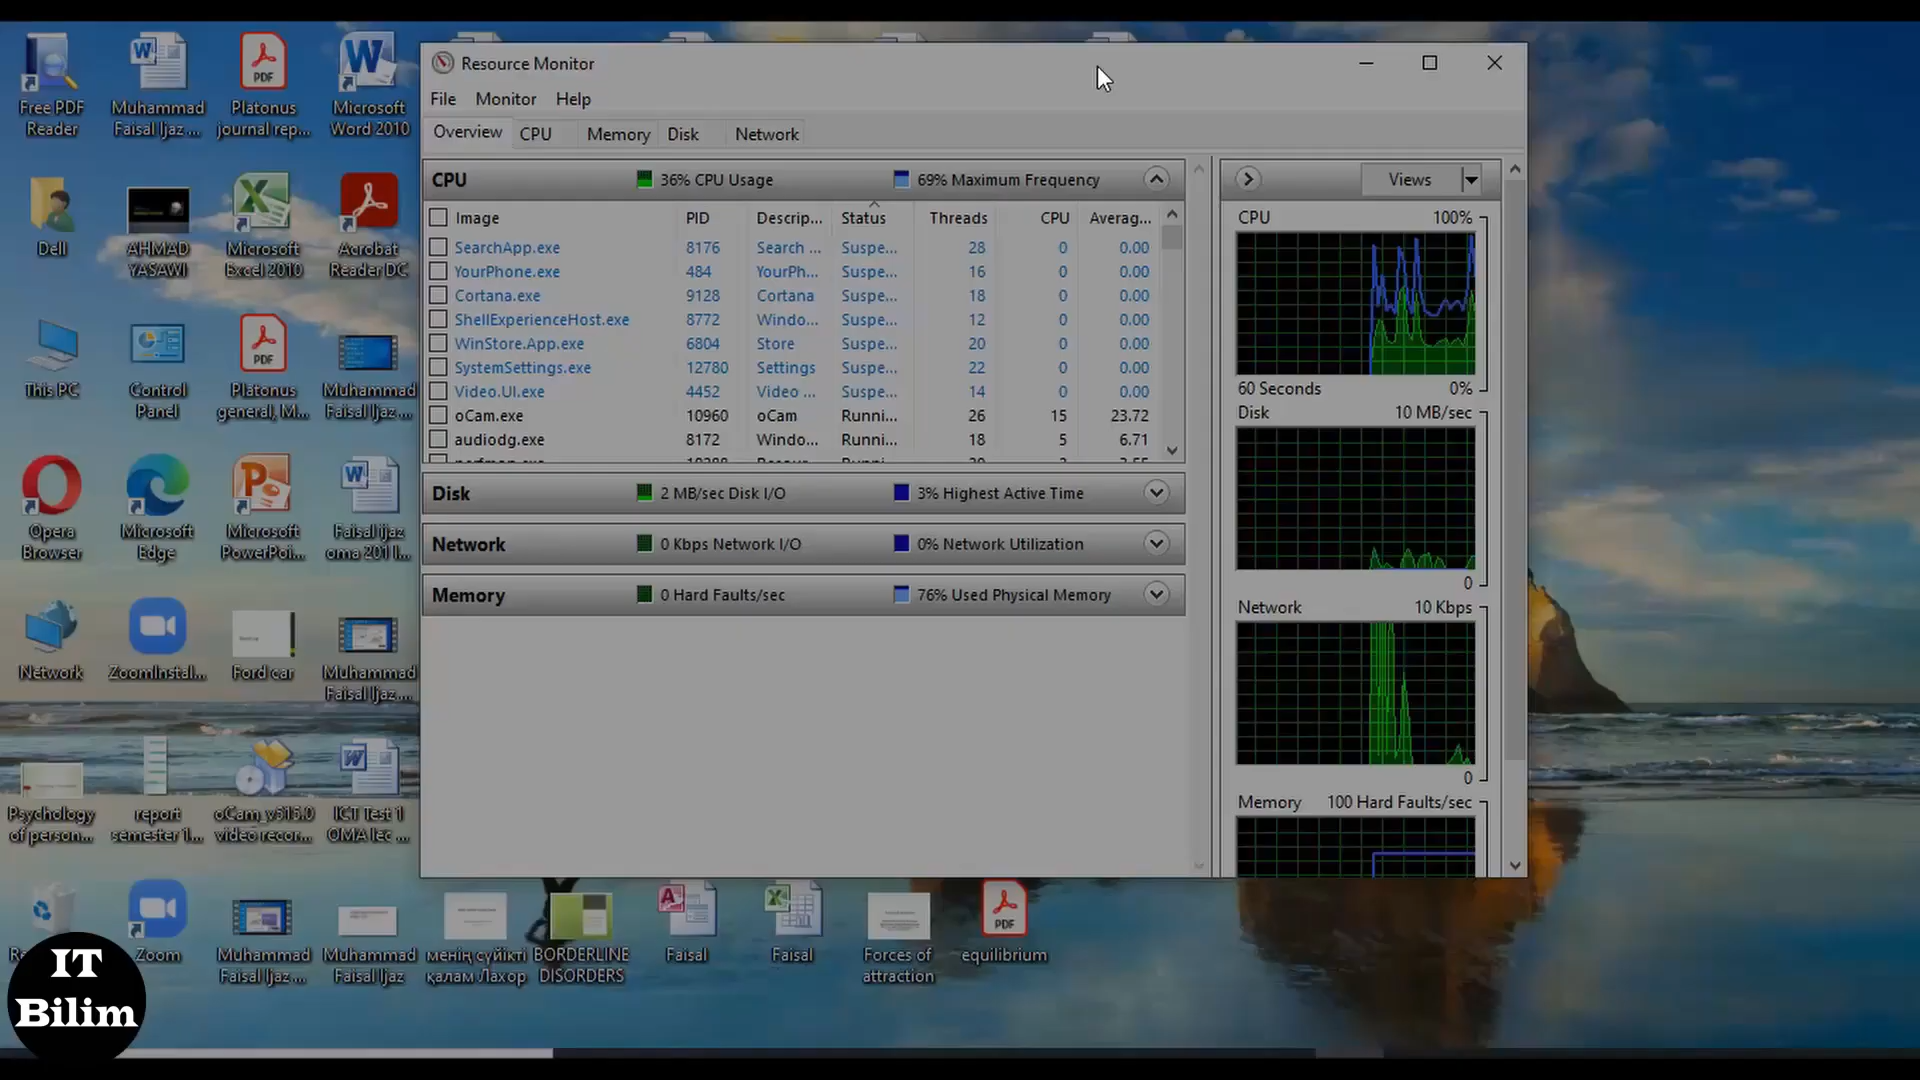 Resource Monitor
File Monitor Help
Overview CPU Memory Disk Network
CPU 36% CPU Usage 69% Maximum Frequency
Image PID Descrip... Status Threads CPU Averag...
SearchApp.exe 8176 Search ... Suspe... 28 0 0.00
YourPhone.exe 484 YourPh... Suspe... 16 0 0.00
Cortana.exe 9128 Cortana Suspe... 18 0 0.00
ShellExperienceHost.exe 8772 Windo... Suspe... 12 0 0.00
WinStore.App.exe 6804 Store Suspe... 20 0 0.00
SystemSettings.exe 12780 Settings Suspe... 22 0 0.00
Video.UI.exe 4452 Video ... Suspe... 14 0 0.00
oCam.exe 10960 oCam Runni... 26 15 23.72
audiodg.exe 8172 Windo... Runni... 18 5 6.71
Disk 2 MB/sec Disk I/O 3% Highest Active Time
Network 0 Kbps Network I/O 0% Network Utilization
Memory 0 Hard Faults/sec 76% Used Physical Memory
Views
CPU 100%
60 Seconds 0%
Disk 10 MB/sec
0
Network 10 Kbps
0
Memory 100 Hard Faults/sec
Free PDF
Reader
Muhammad
Faisal Ijaz ...
PDF
Platonus
journal rep...
Microsoft
Word 2010
Dell
AHMAD
YASAWI
Microsoft
Excel 2010
Acrobat
Reader DC
This PC
Control
Panel
PDF
Platonus
general, M...
Muhammad
Faisal Ijaz ...
Opera
Browser
Microsoft
Edge
Microsoft
PowerPoi...
Faisal ijaz
oma 201 l...
Network
ZoomInstal...
Ford car
Muhammad
Faisal Ijaz ...
Psychology
of person...
report
semester 1...
oCam_v515.0
video recor...
ICT Test 1
OMA lec ...
Zoom
Muhammad
Faisal Ijaz ...
Muhammad
Faisal Ijaz
менің сүйікті
қалам Лахор
BORDERLINE
DISORDERS
Faisal
Faisal
Forces of
attraction
PDF
equilibrium
IT
Bilim